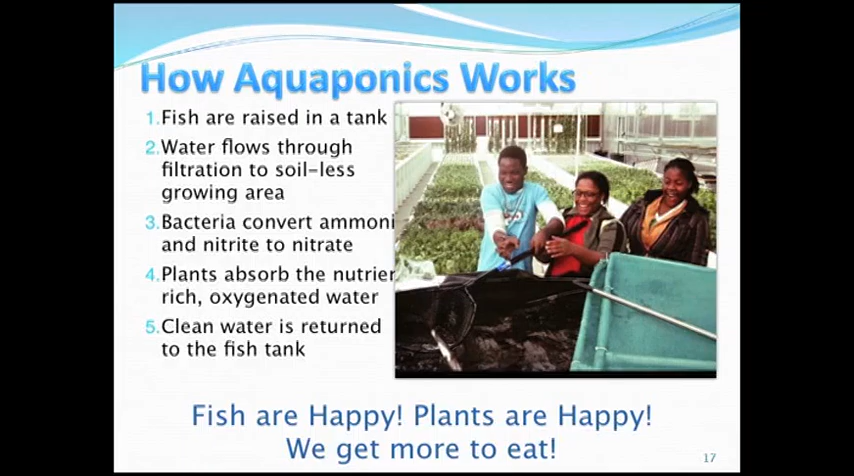 How Aquaponics Works
1. Fish are raised in a tank
2. Water flows through
filtration to soil-less
growing area
3. Bacteria convert ammoni
and nitrite to nitrate
4. Plants absorb the nutrien
rich, oxygenated water
5. Clean water is returned
to the fish tank
Fish are Happy! Plants are Happy!
We get more to eat!
17